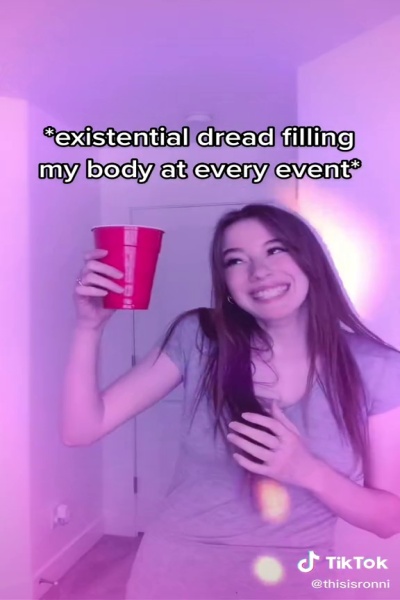 *existential dread filling
my body at every event*
TikTok
@thisisronni